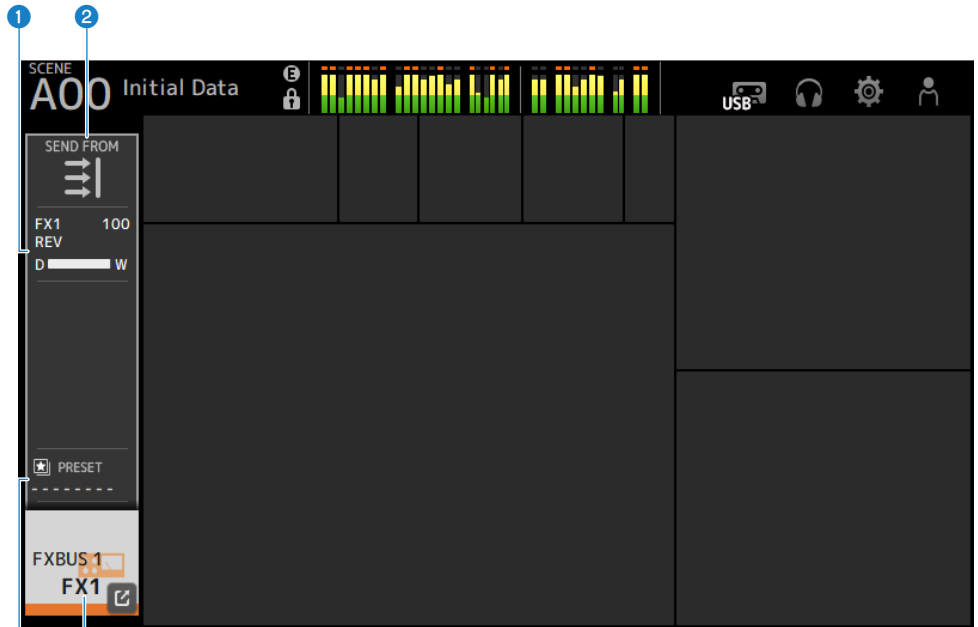 1 2
SCENE
A00 Initial Data
E
USB
SEND FROM
FX1 100
REV
D W
PRESET
--------
FXBUS 1
FX1